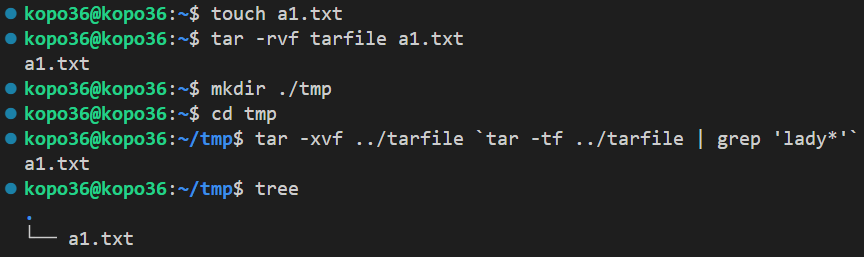 kopo36@kopo36:~$ touch a1.txt
kopo36@kopo36:~$ tar -rvf tarfile a1.txt
a1.txt
kopo36@kopo36:~$ mkdir ./tmp
kopo36@kopo36:~$ cd tmp
kopo36@kopo36:~/tmp$ tar -xvf ../tarfile `tar -tf ../tarfile | grep 'lady*'`
a1.txt
kopo36@kopo36:~/tmp$ tree
.
└── a1.txt